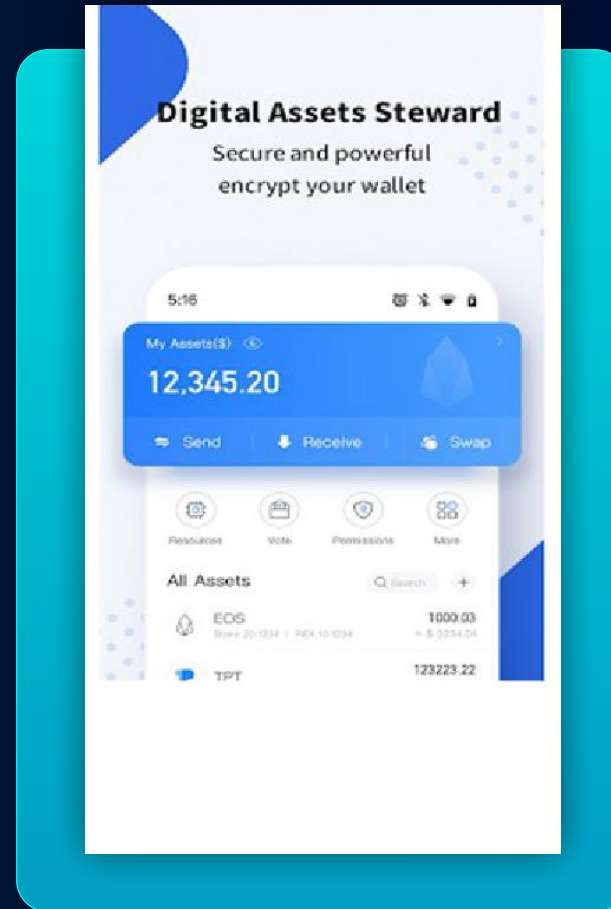 Digital Assets Steward
Secure and powerful
encrypt your wallet
5:16
My Assets($)
12,345.20
Send
Receive
Swap
Resources
Vote
Permissions
More
All Assets
Search
EOS
1000.03
TPT
123223.22